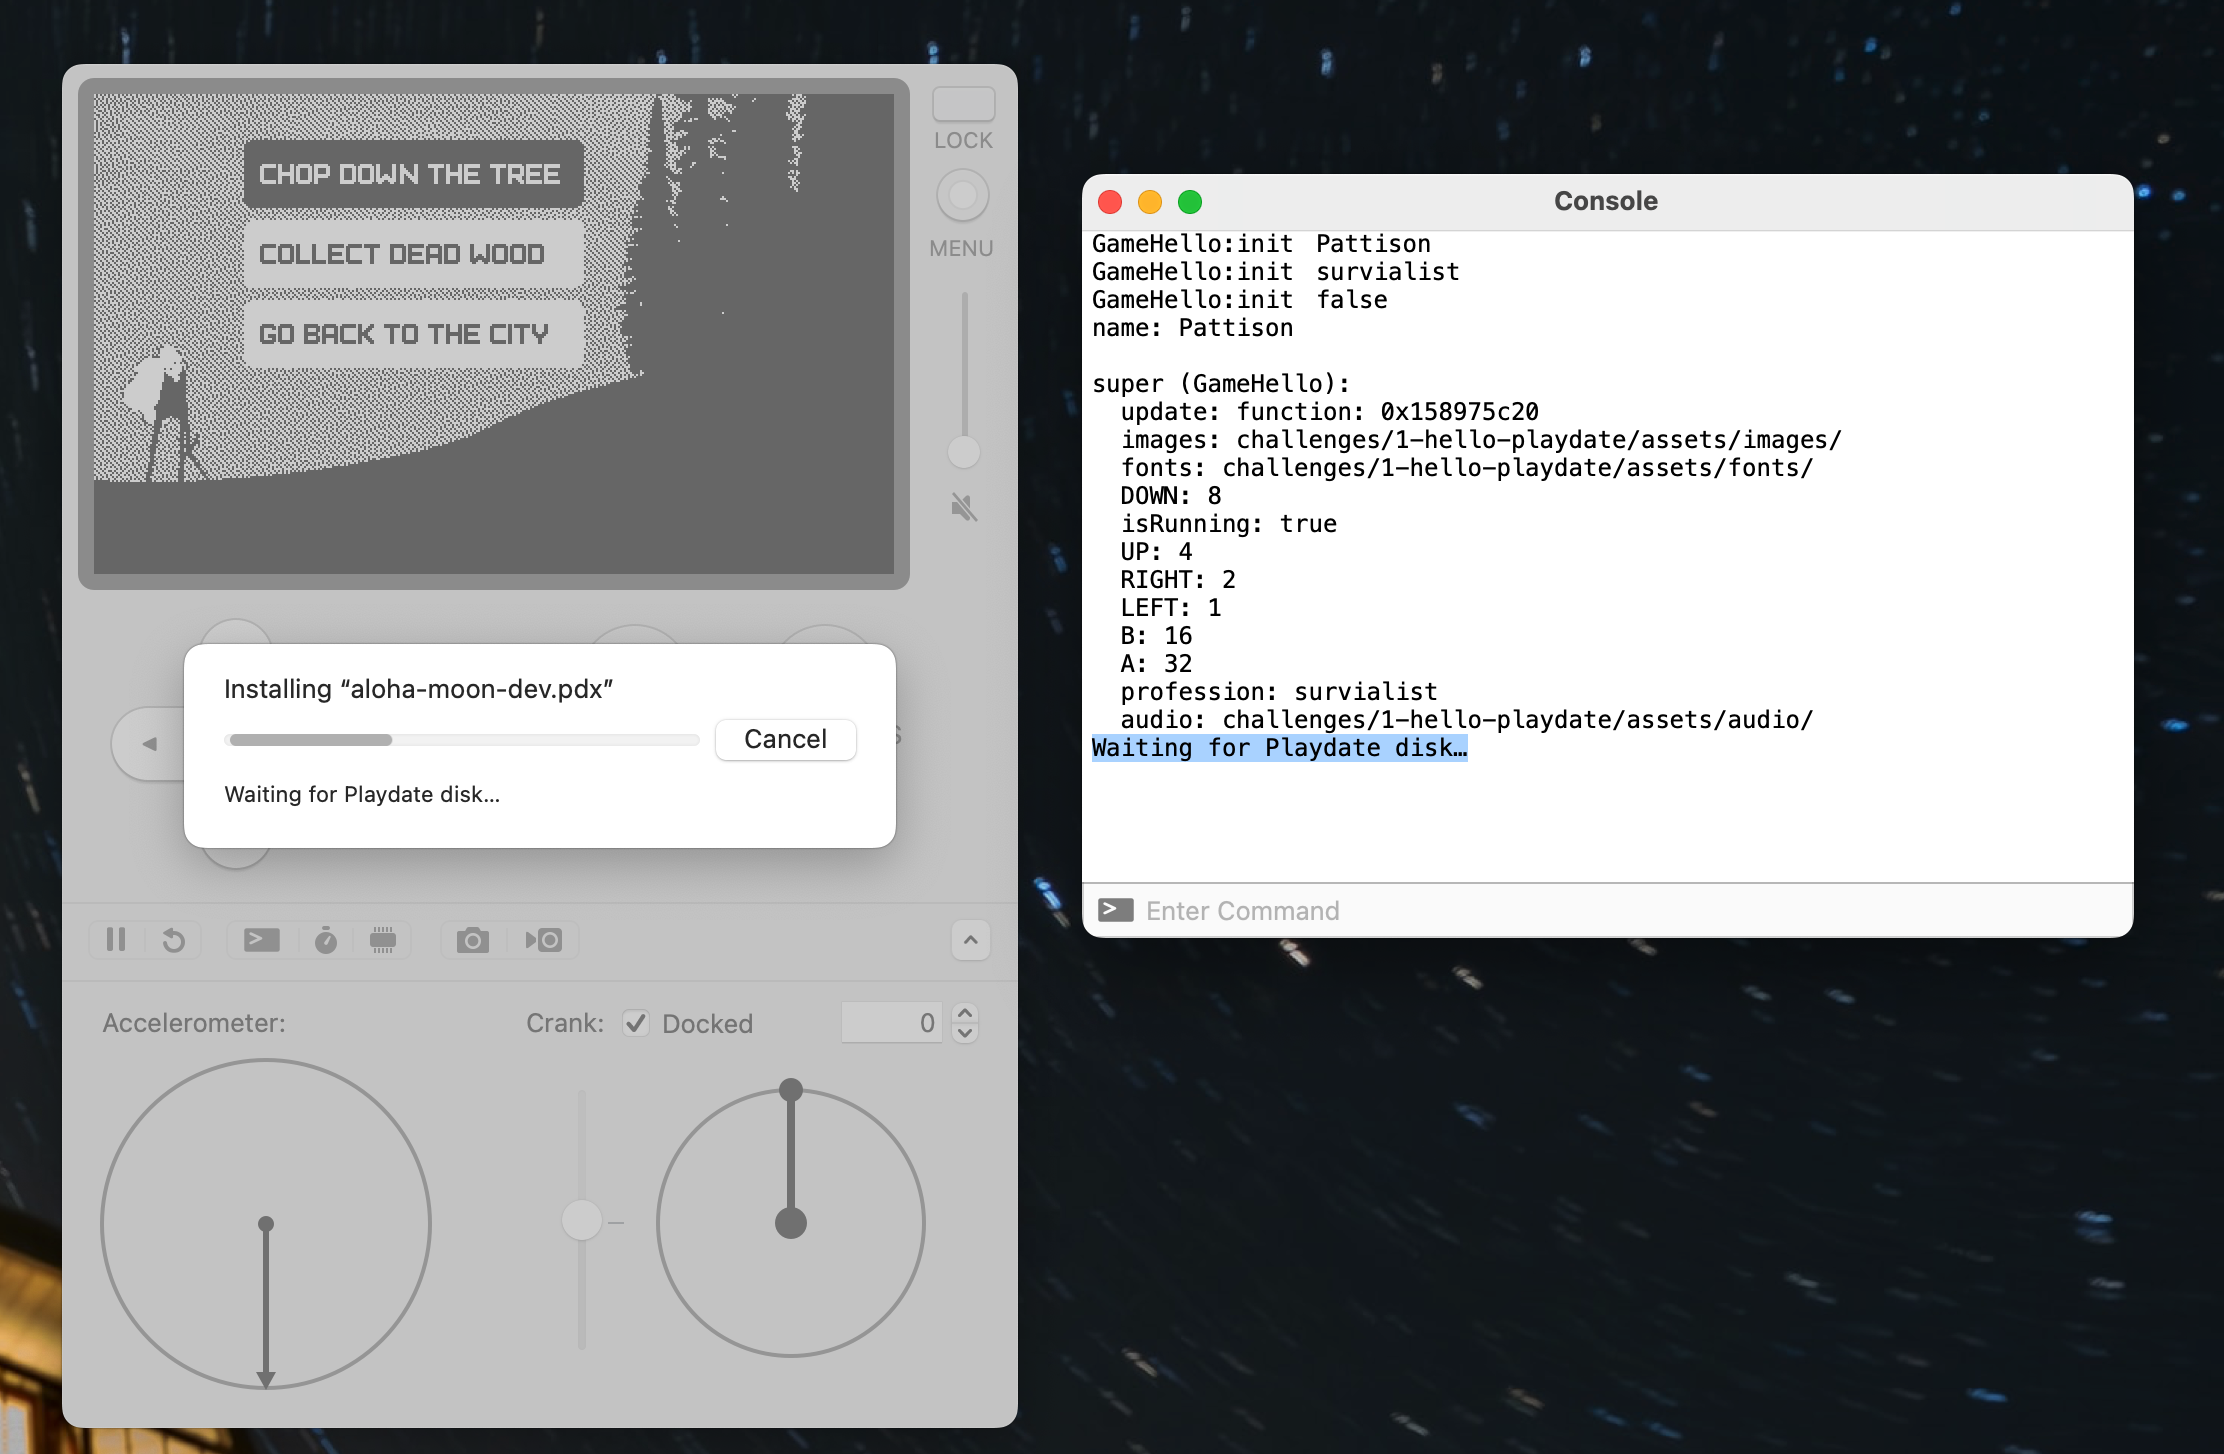 CHOP DOWN THE TREE
COLLECT DEAD WOOD
GO BACK TO THE CITY
LOCK
MENU
Installing “aloha-moon-dev.pdx”
Cancel
Waiting for Playdate disk...
Accelerometer:
Crank:
Docked
0
Console
GameHello:init Pattison
GameHello:init survialist
GameHello:init false
name: Pattison
super (GameHello):
update: function: 0x158975c20
images: challenges/1-hello-playdate/assets/images/
fonts: challenges/1-hello-playdate/assets/fonts/
DOWN: 8
isRunning: true
UP: 4
RIGHT: 2
LEFT: 1
B: 16
A: 32
profession: survialist
audio: challenges/1-hello-playdate/assets/audio/
Waiting for Playdate disk…
Enter Command